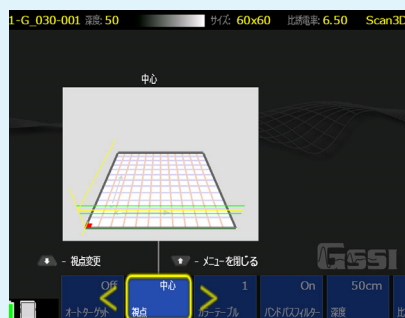 1-G_030-001 深度: 50 サイズ: 60x60 比誘電率: 6.50 Scan3D
中心
- 視点変更 - メニューを閉じる
GSSI
Off 中心 1 On 50cm
オートターゲット 視点 カラーテーブル バンドパスフィルター 深度 比